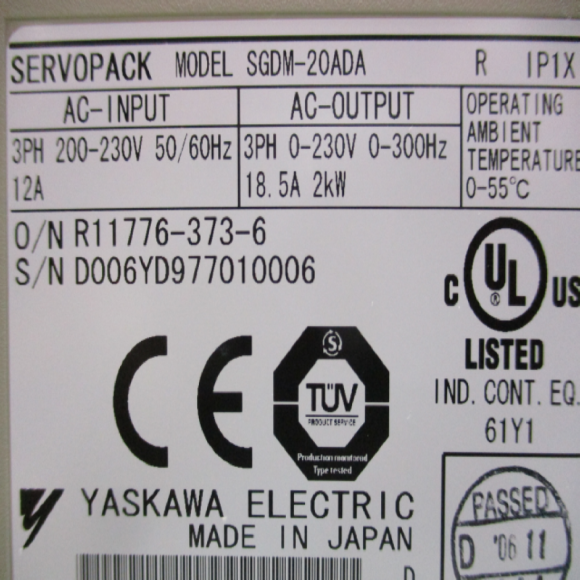 SERVOPACK MODEL SGDM-20ADA R IP1X
AC-INPUT AC-OUTPUT OPERATING
AMBIENT
TEMPERATURE
3PH 200-230V 50/60Hz 3PH 0-230V 0-300Hz
12A 18.5A 2kW 0-55℃
O/N R11776-373-6
S/N D006YD977010006
C UL US
®
LISTED
IND. CONT. EQ.
61Y1
CE
S
TÜV
PRODUCT SERVICE
Production monitored
Type tested
YASKAWA ELECTRIC
MADE IN JAPAN
PASSED
D '06 11
D